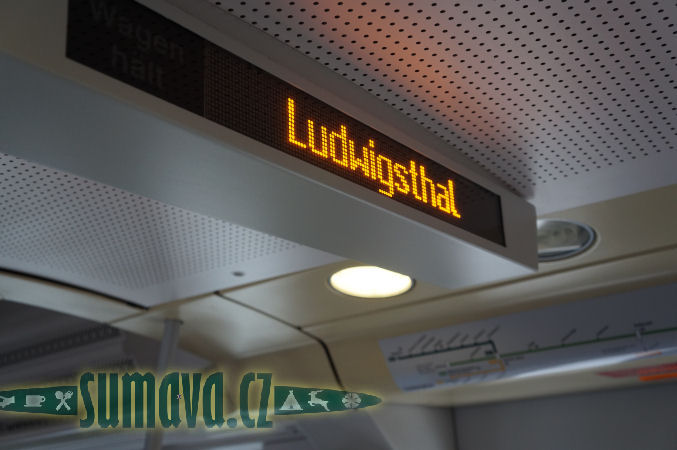 Wagen
hält
Ludwigsthal
sumava.cz